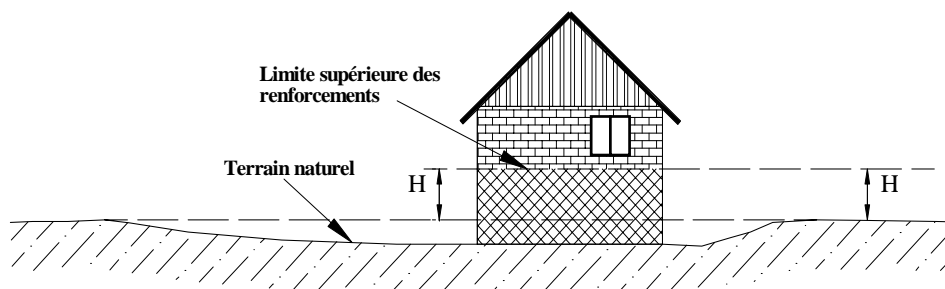 Limite supérieure des
renforcements
Terrain naturel
H
H